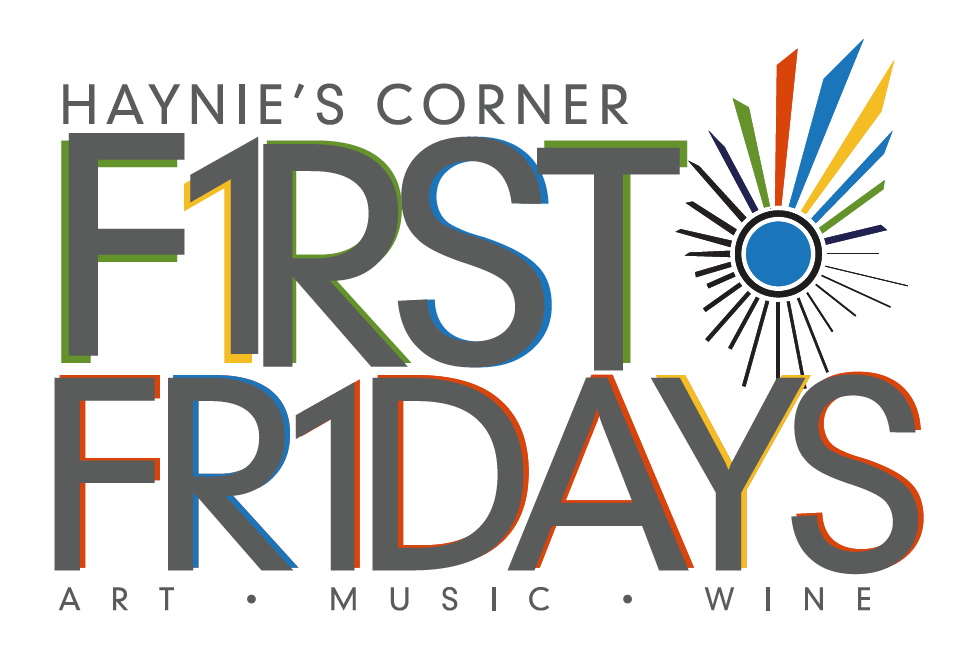 HAYNIE'S CORNER
F1RST
FR1DAYS
ART • MUSIC • WINE